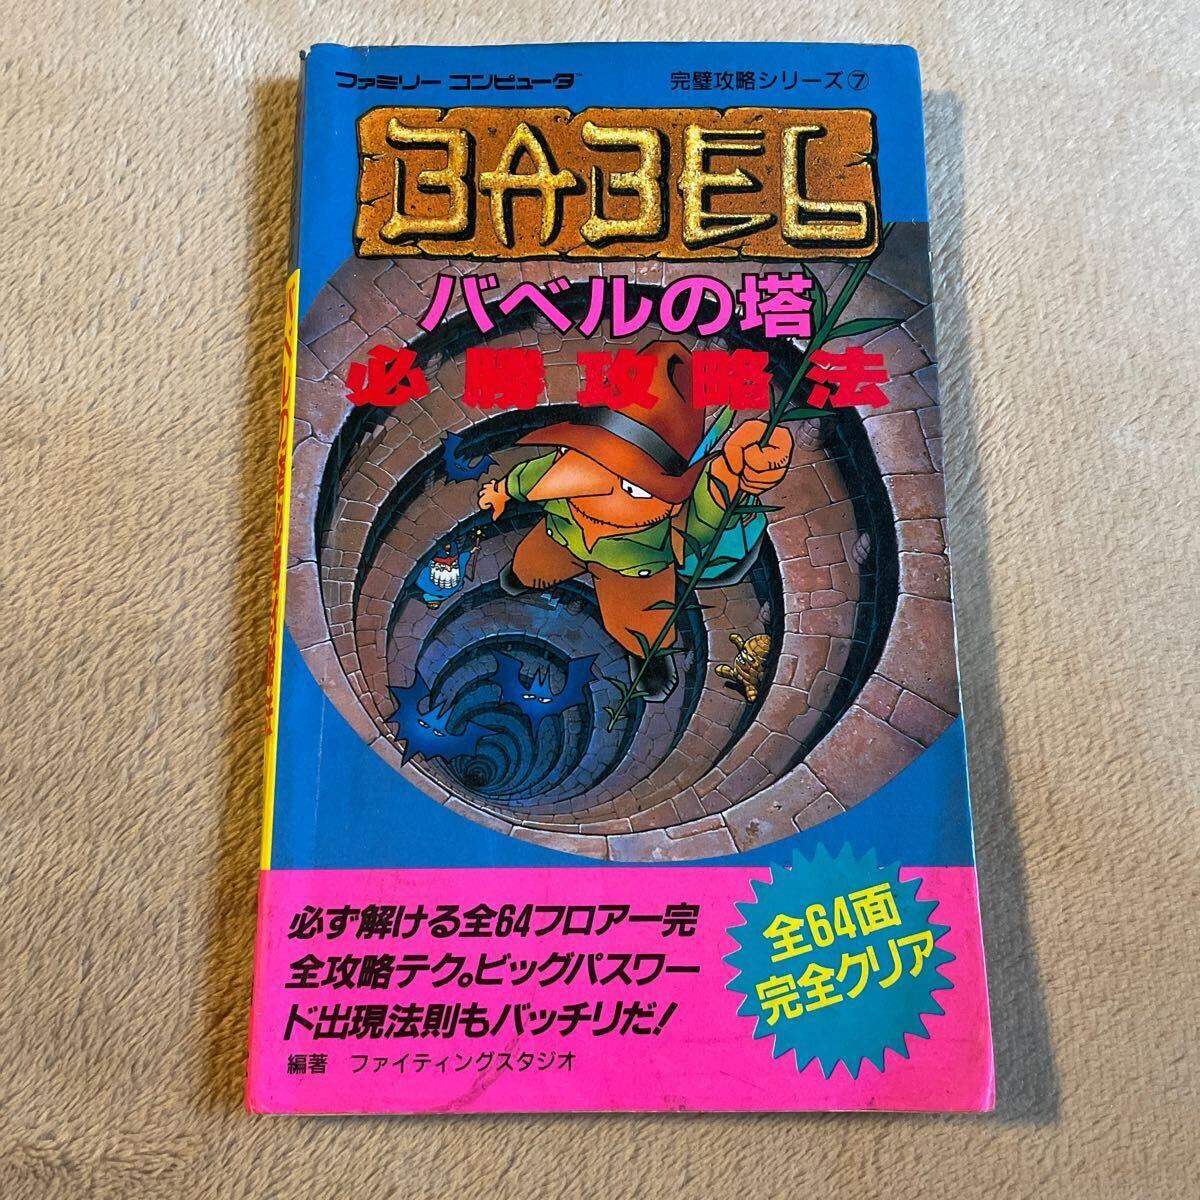 ファミリー コンピュータ™
完璧攻略シリーズ⑦
BABEL
バベルの塔
必勝攻略法
必ず解ける全64フロアー完
全攻略テク。ビッグパスワー
ド出現法則もバッチリだ!
編著 ファイティングスタジオ
全64面
完全クリア